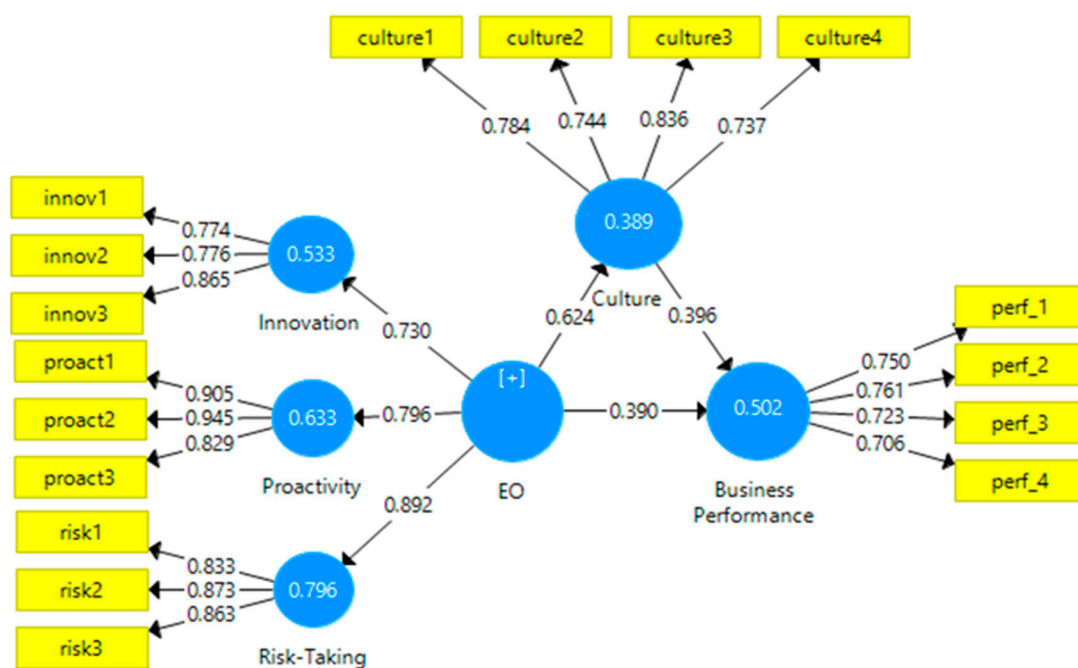 culture1
culture2
culture3
culture4
0.784
0.744
0.836
0.737
innov1
innov2
innov3
0.774
0.776
0.865
0.533
Innovation
0.730
0.389
Culture
0.624
0.396
proact1
proact2
proact3
0.905
0.945
0.829
0.633
Proactivity
0.796
[+]
EO
0.390
0.502
Business
Performance
0.750
0.761
0.723
0.706
perf_1
perf_2
perf_3
perf_4
0.892
risk1
risk2
risk3
0.833
0.873
0.863
0.796
Risk-Taking